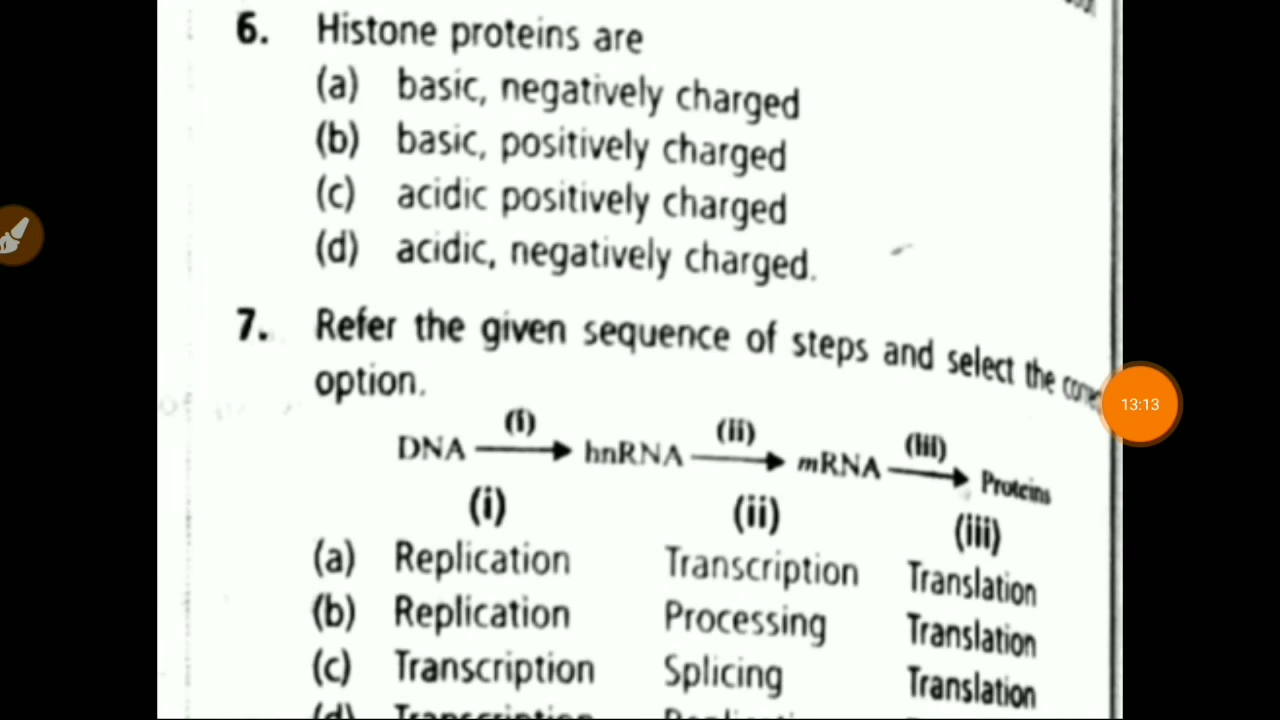 6. Histone proteins are
(a) basic, negatively charged
(b) basic, positively charged
(c) acidic positively charged
(d) acidic, negatively charged.
7. Refer the given sequence of steps and select the
option.
(i) (ii) (iii)
DNA hnRNA mRNA Proteins
(i) (ii) (iii)
(a) Replication Transcription Translation
(b) Replication Processing Translation
(c) Transcription Splicing Translation
(d) Transcription
13:13